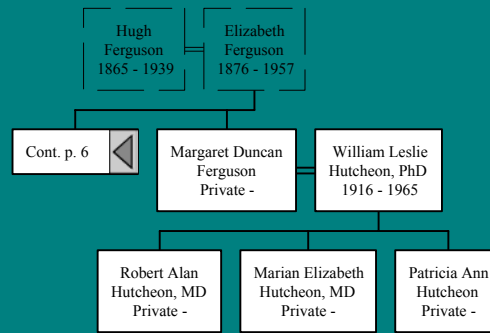 Hugh
Ferguson
1865 - 1939
Elizabeth
Ferguson
1876 - 1957
Cont. p. 6
Margaret Duncan
Ferguson
Private -
William Leslie
Hutcheon, PhD
1916 - 1965
Robert Alan
Hutcheon, MD
Private -
Marian Elizabeth
Hutcheon, MD
Private -
Patricia Ann
Hutcheon
Private -